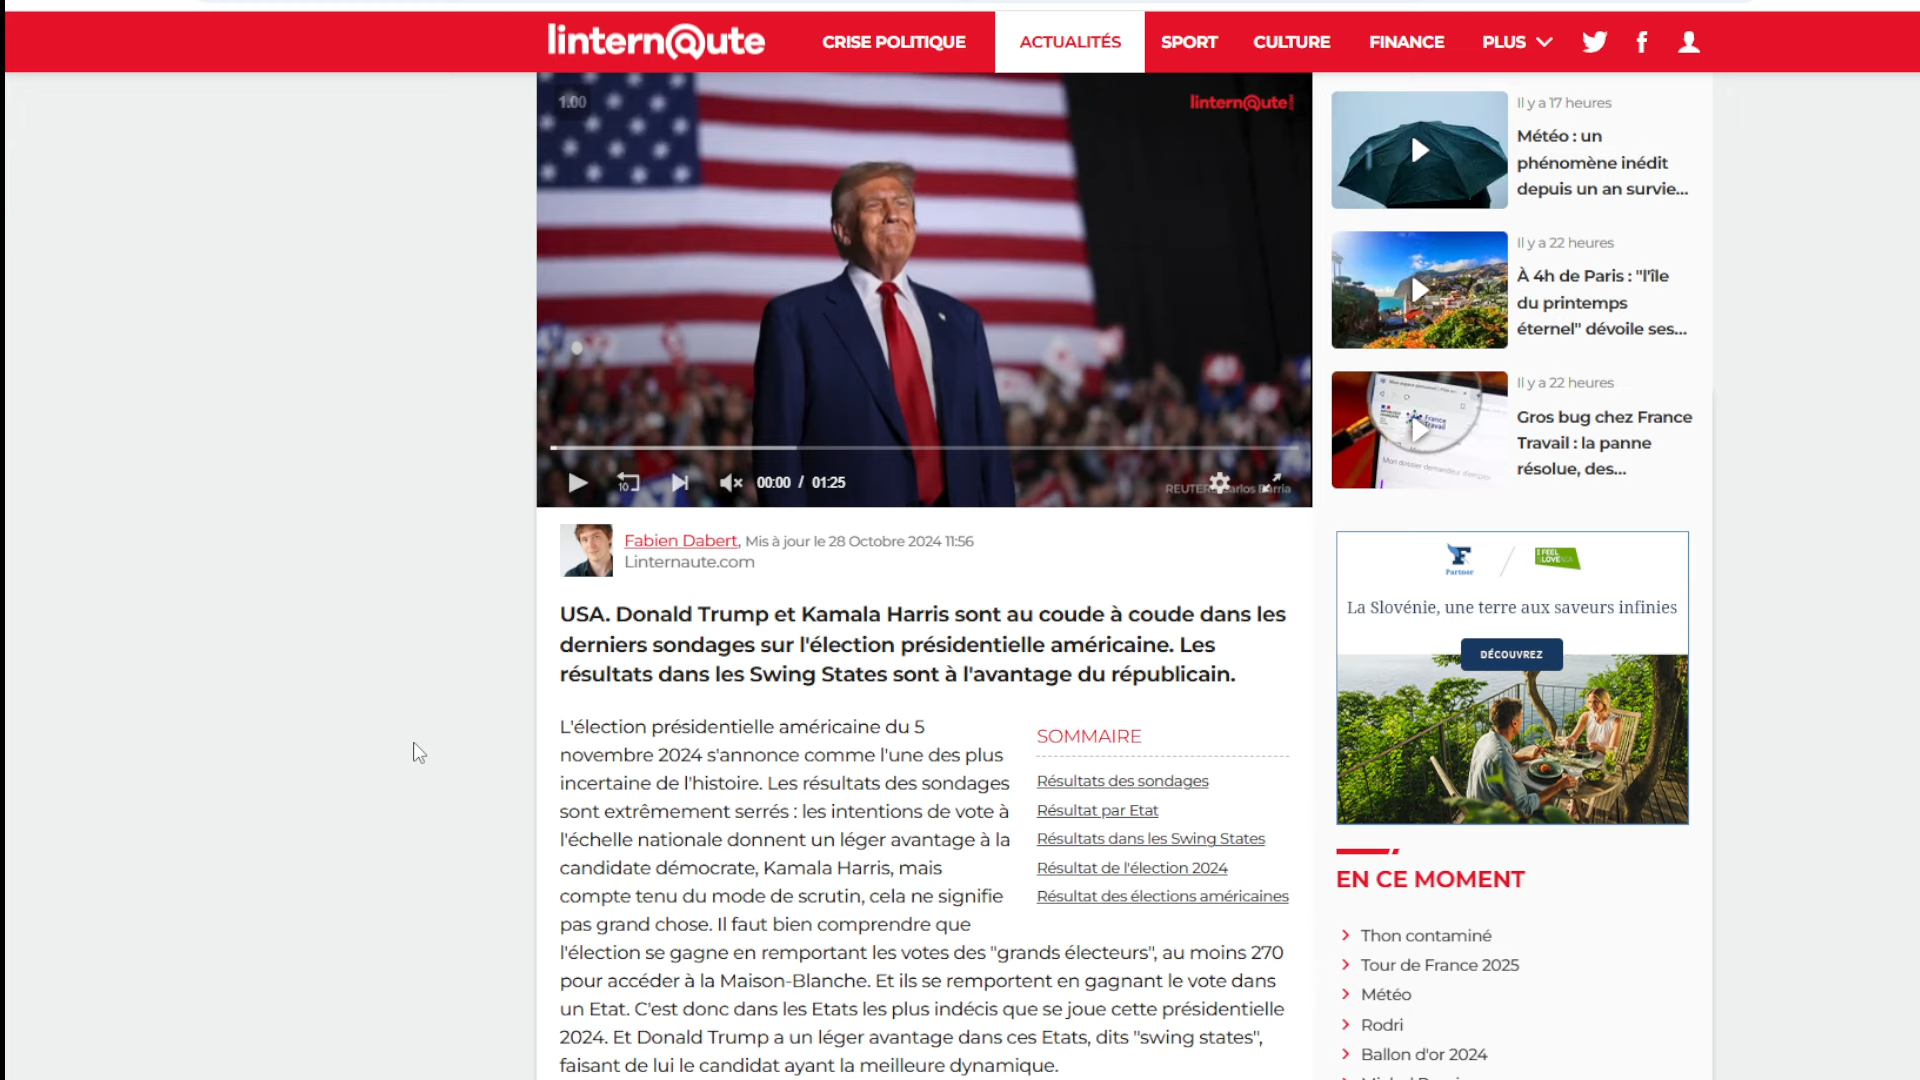 lintern@ute
CRISE POLITIQUE
ACTUALITÉS
SPORT
CULTURE
FINANCE
PLUS
1.00
lintern@ute
00:00 / 01:25
Fabien Dabert, Mis à jour le 28 Octobre 2024 11:56
Linternaute.com
USA. Donald Trump et Kamala Harris sont au coude à coude dans les
derniers sondages sur l'élection présidentielle américaine. Les
résultats dans les Swing States sont à l'avantage du républicain.
L'élection présidentielle américaine du 5
novembre 2024 s'annonce comme l'une des plus
incertaine de l'histoire. Les résultats des sondages
sont extrêmement serrés : les intentions de vote à
l'échelle nationale donnent un léger avantage à la
candidate démocrate, Kamala Harris, mais
compte tenu du mode de scrutin, cela ne signifie
pas grand chose. Il faut bien comprendre que
l'élection se gagne en remportant les votes des "grands électeurs", au moins 270
pour accéder à la Maison-Blanche. Et ils se remportent en gagnant le vote dans
un Etat. C'est donc dans les Etats les plus indécis que se joue cette présidentielle
2024. Et Donald Trump a un léger avantage dans ces Etats, dits "swing states",
faisant de lui le candidat ayant la meilleure dynamique.
SOMMAIRE
Résultats des sondages
Résultat par Etat
Résultats dans les Swing States
Résultat de l'élection 2024
Résultat des élections américaines
Il y a 17 heures
Météo : un
phénomène inédit
depuis un an survie...
Il y a 22 heures
À 4h de Paris : "l'île
du printemps
éternel" dévoile ses...
Il y a 22 heures
Gros bug chez France
Travail : la panne
résolue, des...
Partner
I FEEL
La Slovénie, une terre aux saveurs infinies
DÉCOUVREZ
EN CE MOMENT
Thon contaminé
Tour de France 2025
Météo
Rodri
Ballon d'or 2024